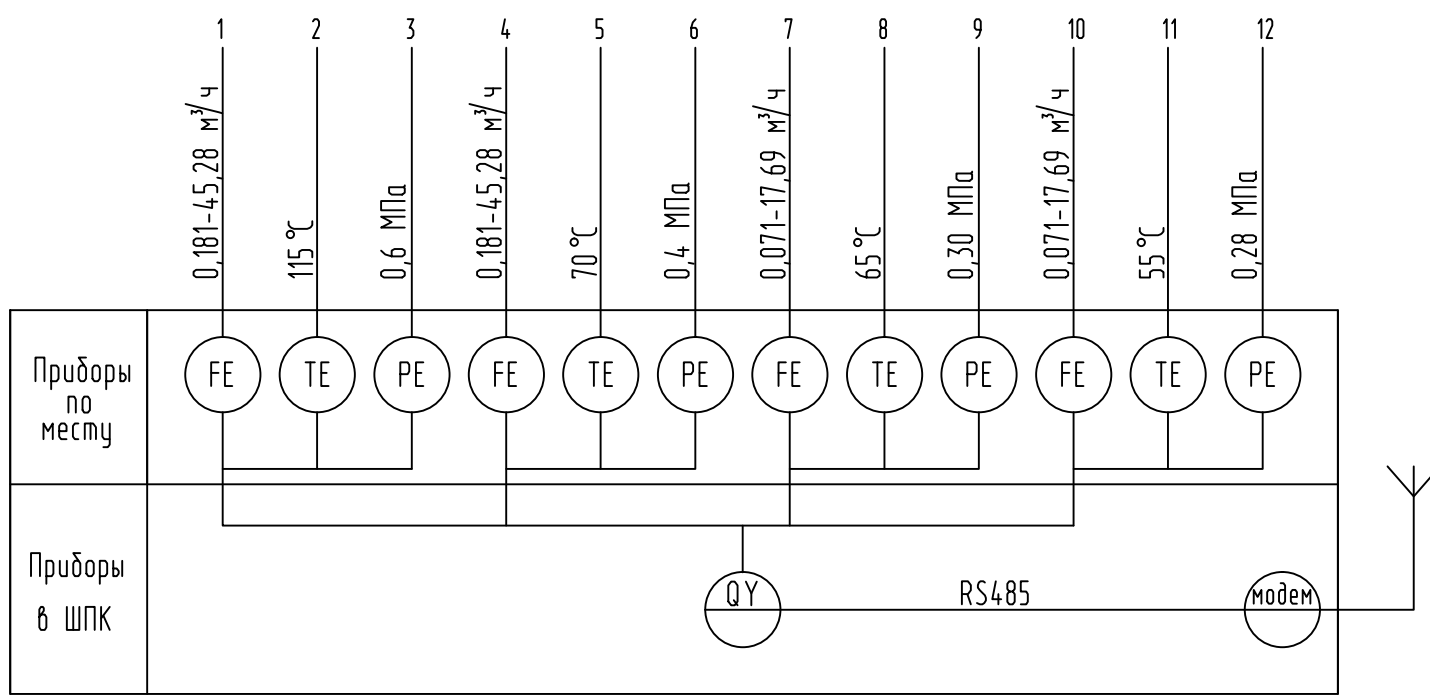 1 2 3 4 5 6 7 8 9 10 11 12
0,181-45,28 м³/ч
115°C
0,6 МПа
0,181-45,28 м³/ч
70°C
0,4 МПа
0,071-17,69 м³/ч
65°C
0,30 МПа
0,071-17,69 м³/ч
55°C
0,28 МПа
Приборы
по
месту
FE TE PE FE TE PE FE TE PE FE TE PE
Приборы
в ШПК
QY
RS485
модем